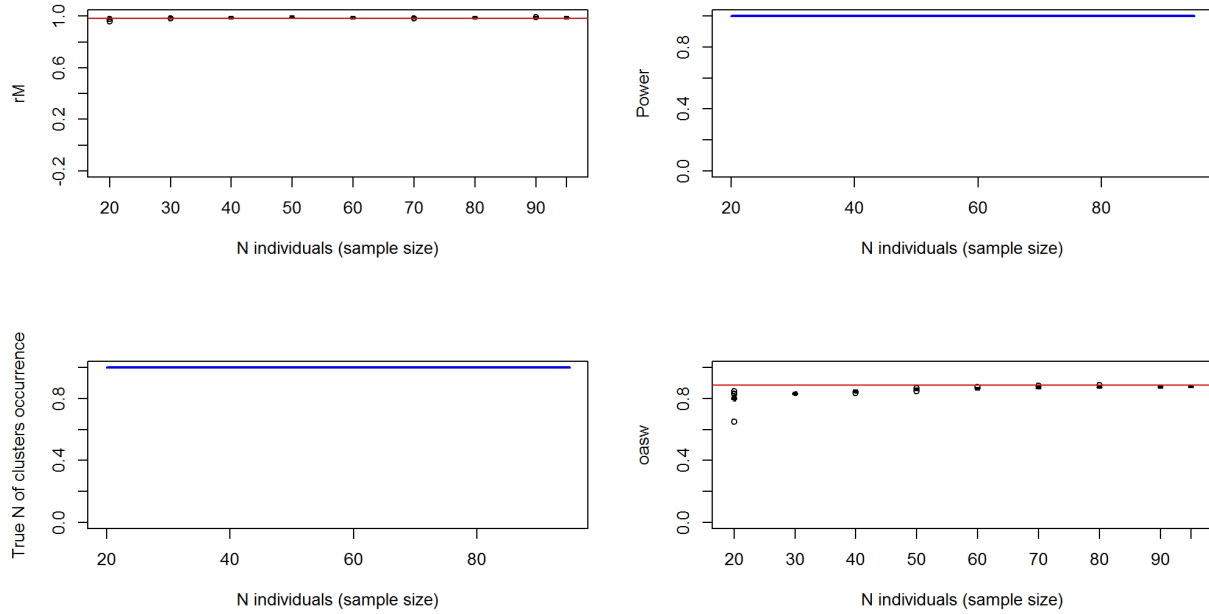 rM
-0.2 0.2 0.6 1.0
20 30 40 50 60 70 80 90
N individuals (sample size)
Power
0.0 0.4 0.8
20 40 60 80
N individuals (sample size)
True N of clusters occurrence
0.0 0.4 0.8
20 40 60 80
N individuals (sample size)
oasw
0.0 0.4 0.8
20 30 40 50 60 70 80 90
N individuals (sample size)